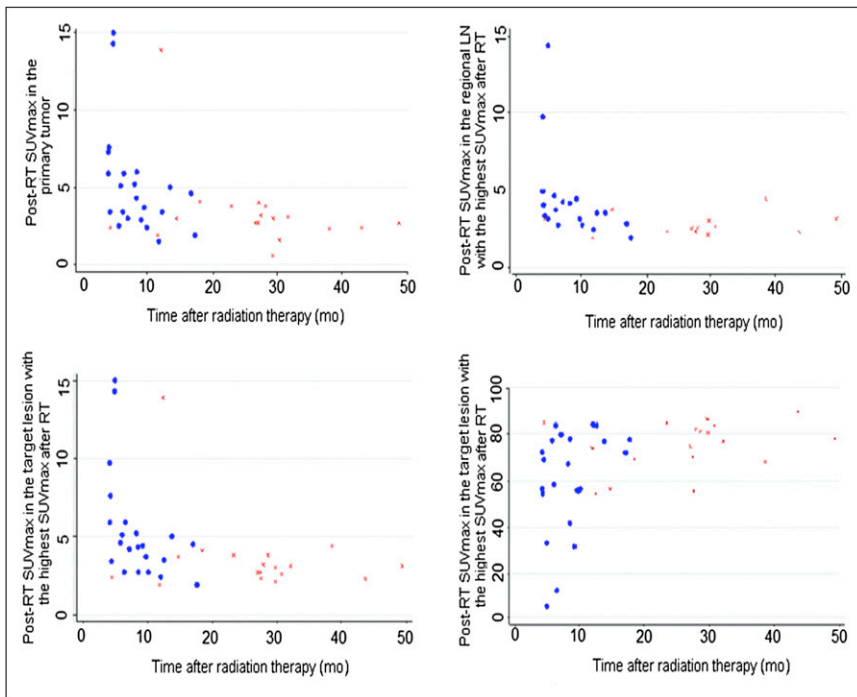 Post-RT SUVmax in the
primary tumor
15
10
5
0
0 10 20 30 40 50
Time after radiation therapy (mo)
Post-RT SUVmax in the regional LN
with the highest SUVmax after RT
15
10
5
0
0 10 20 30 40 50
Time after radiation therapy (mo)
Post-RT SUVmax in the target lesion with
the highest SUVmax after RT
15
10
5
0
0 10 20 30 40 50
Time after radiation therapy (mo)
Post-RT SUVmax in the target lesion with
the highest SUVmax after RT
100
80
60
40
20
0
0 10 20 30 40 50
Time after radiation therapy (mo)